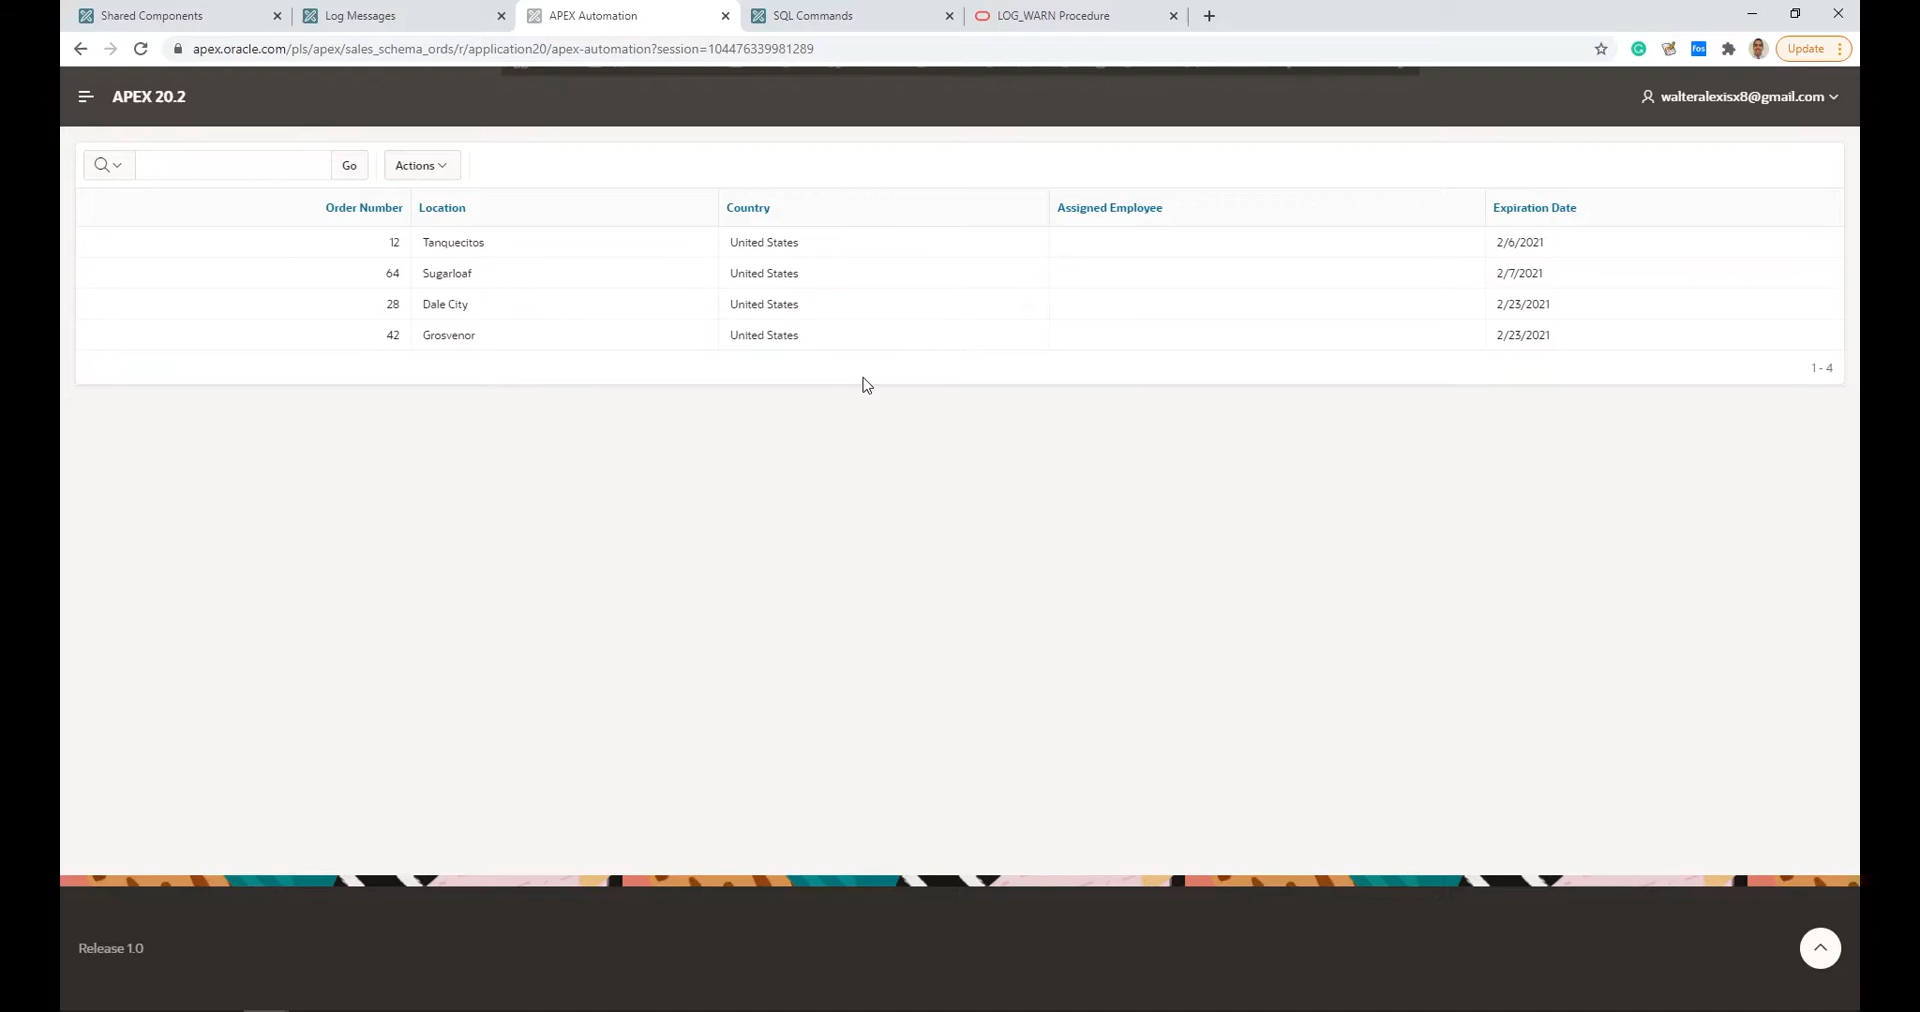 Shared Components
Log Messages
APEX Automation
SQL Commands
LOG_WARN Procedure
apex.oracle.com/pls/apex/sales_schema_ords/r/application20/apex-automation?session=104476339981289
fos
Update
APEX 20.2
walteralexisx8@gmail.com
Go
Actions
Order Number Location Country Assigned Employee Expiration Date
12 Tanquecitos United States 2/6/2021
64 Sugarloaf United States 2/7/2021
28 Dale City United States 2/23/2021
42 Grosvenor United States 2/23/2021
1 - 4
Release 1.0